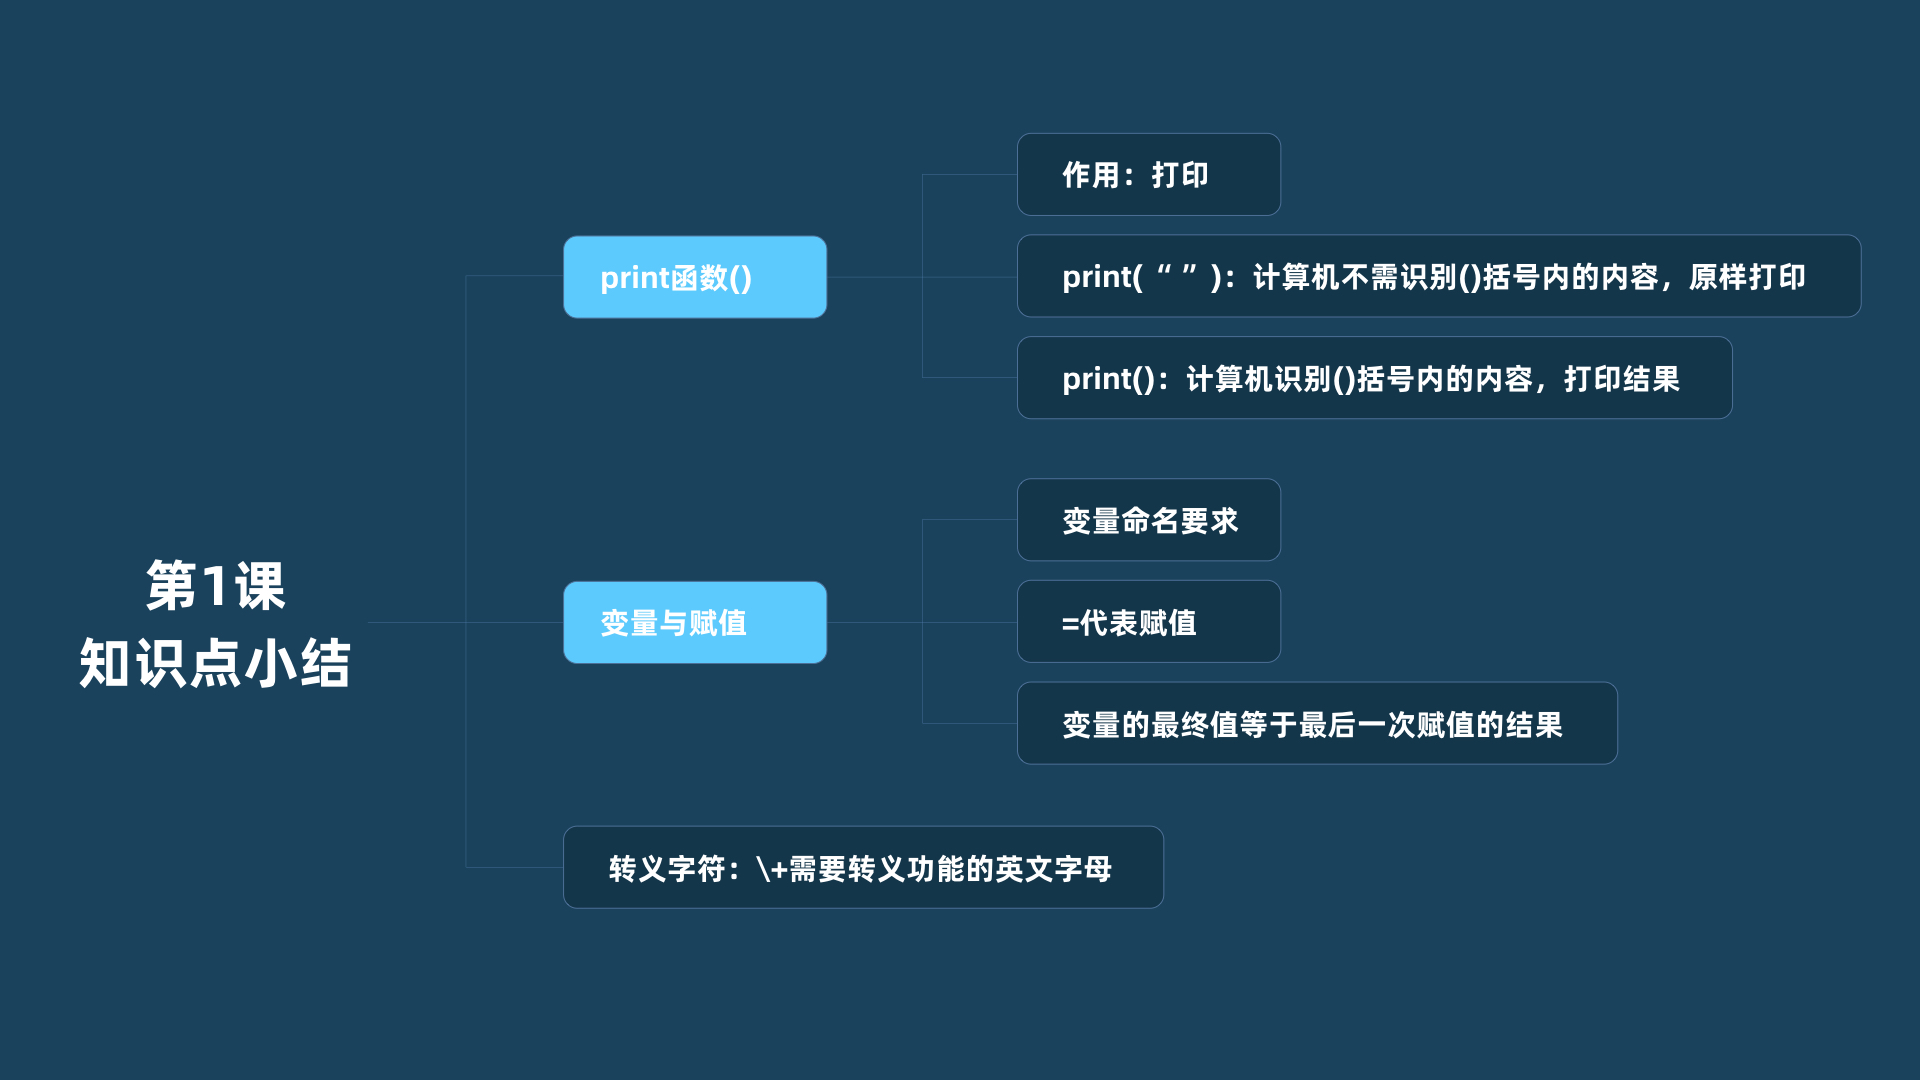 第1课
知识点小结
print函数()
作用：打印
print( “ ” )：计算机不需识别()括号内的内容，原样打印
print()：计算机识别()括号内的内容，打印结果
变量与赋值
变量命名要求
=代表赋值
变量的最终值等于最后一次赋值的结果
转义字符：\+需要转义功能的英文字母